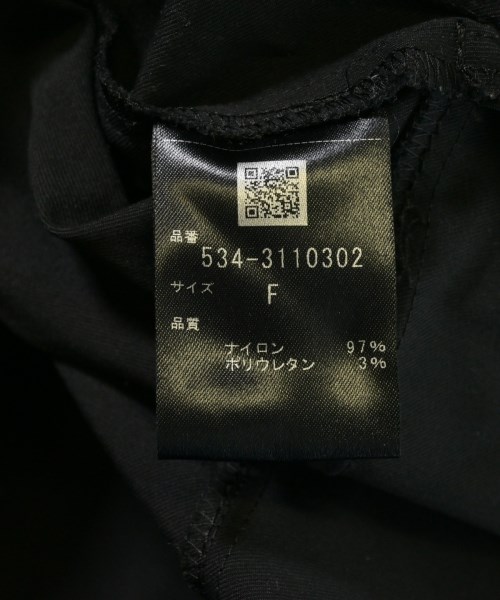 品番
534-3110302
サイズ
F
品質
ナイロン 97%
ポリウレタン 3%